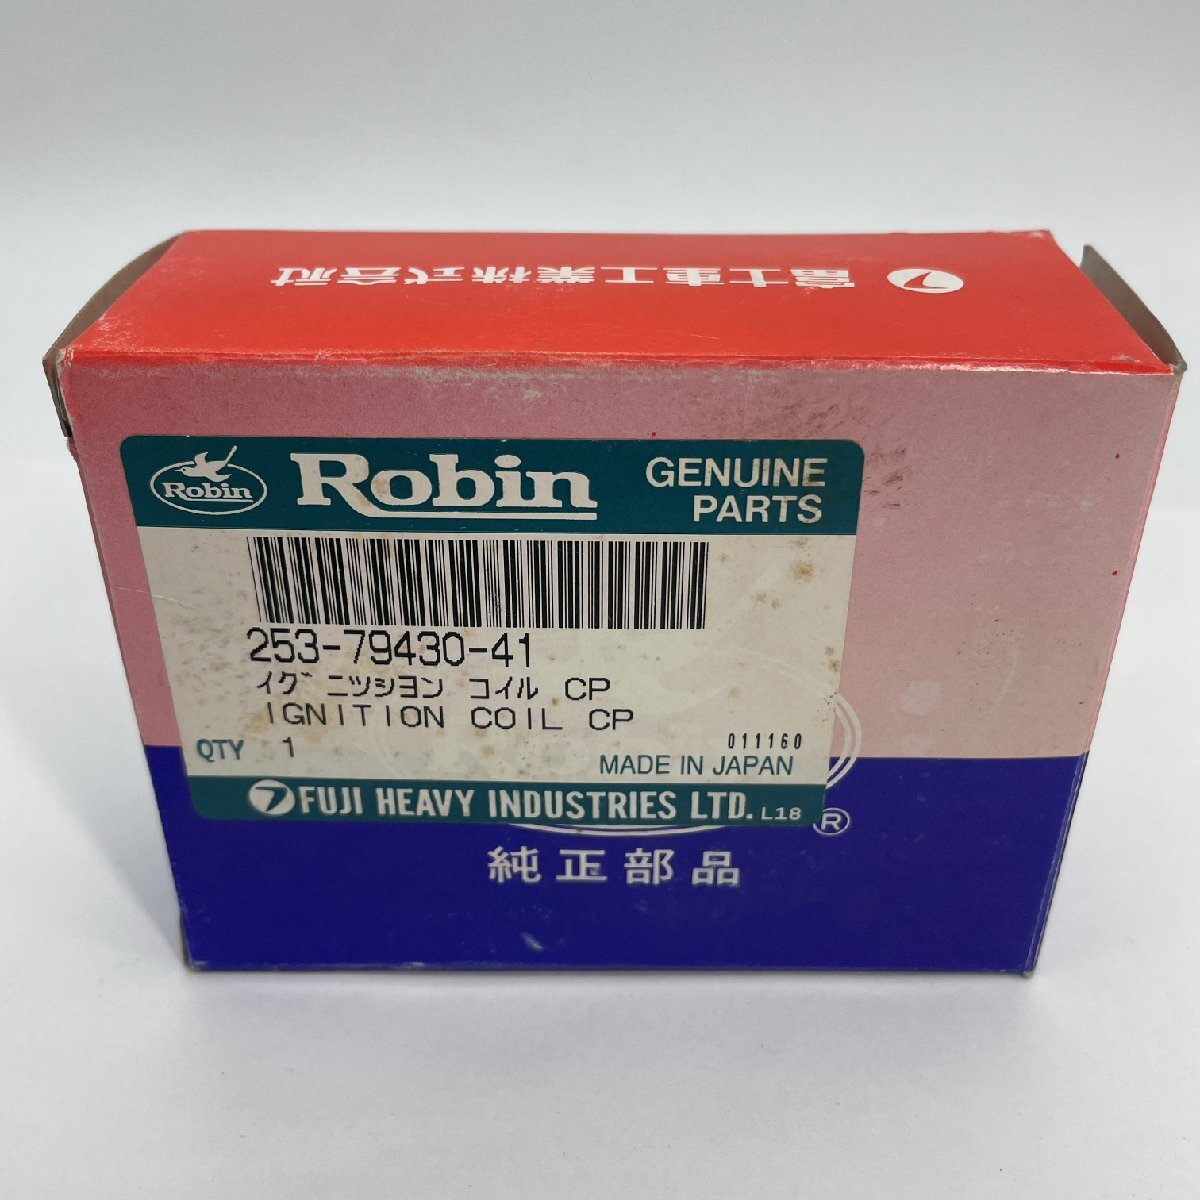 富士重工業株式会社
Robin
Robin
GENUINE
PARTS
253-79430-41
イグニツシヨン コイル CP
IGNITION COIL CP
QTY 1
011160
MADE IN JAPAN
FUJI HEAVY INDUSTRIES LTD. L18
®
純正部品